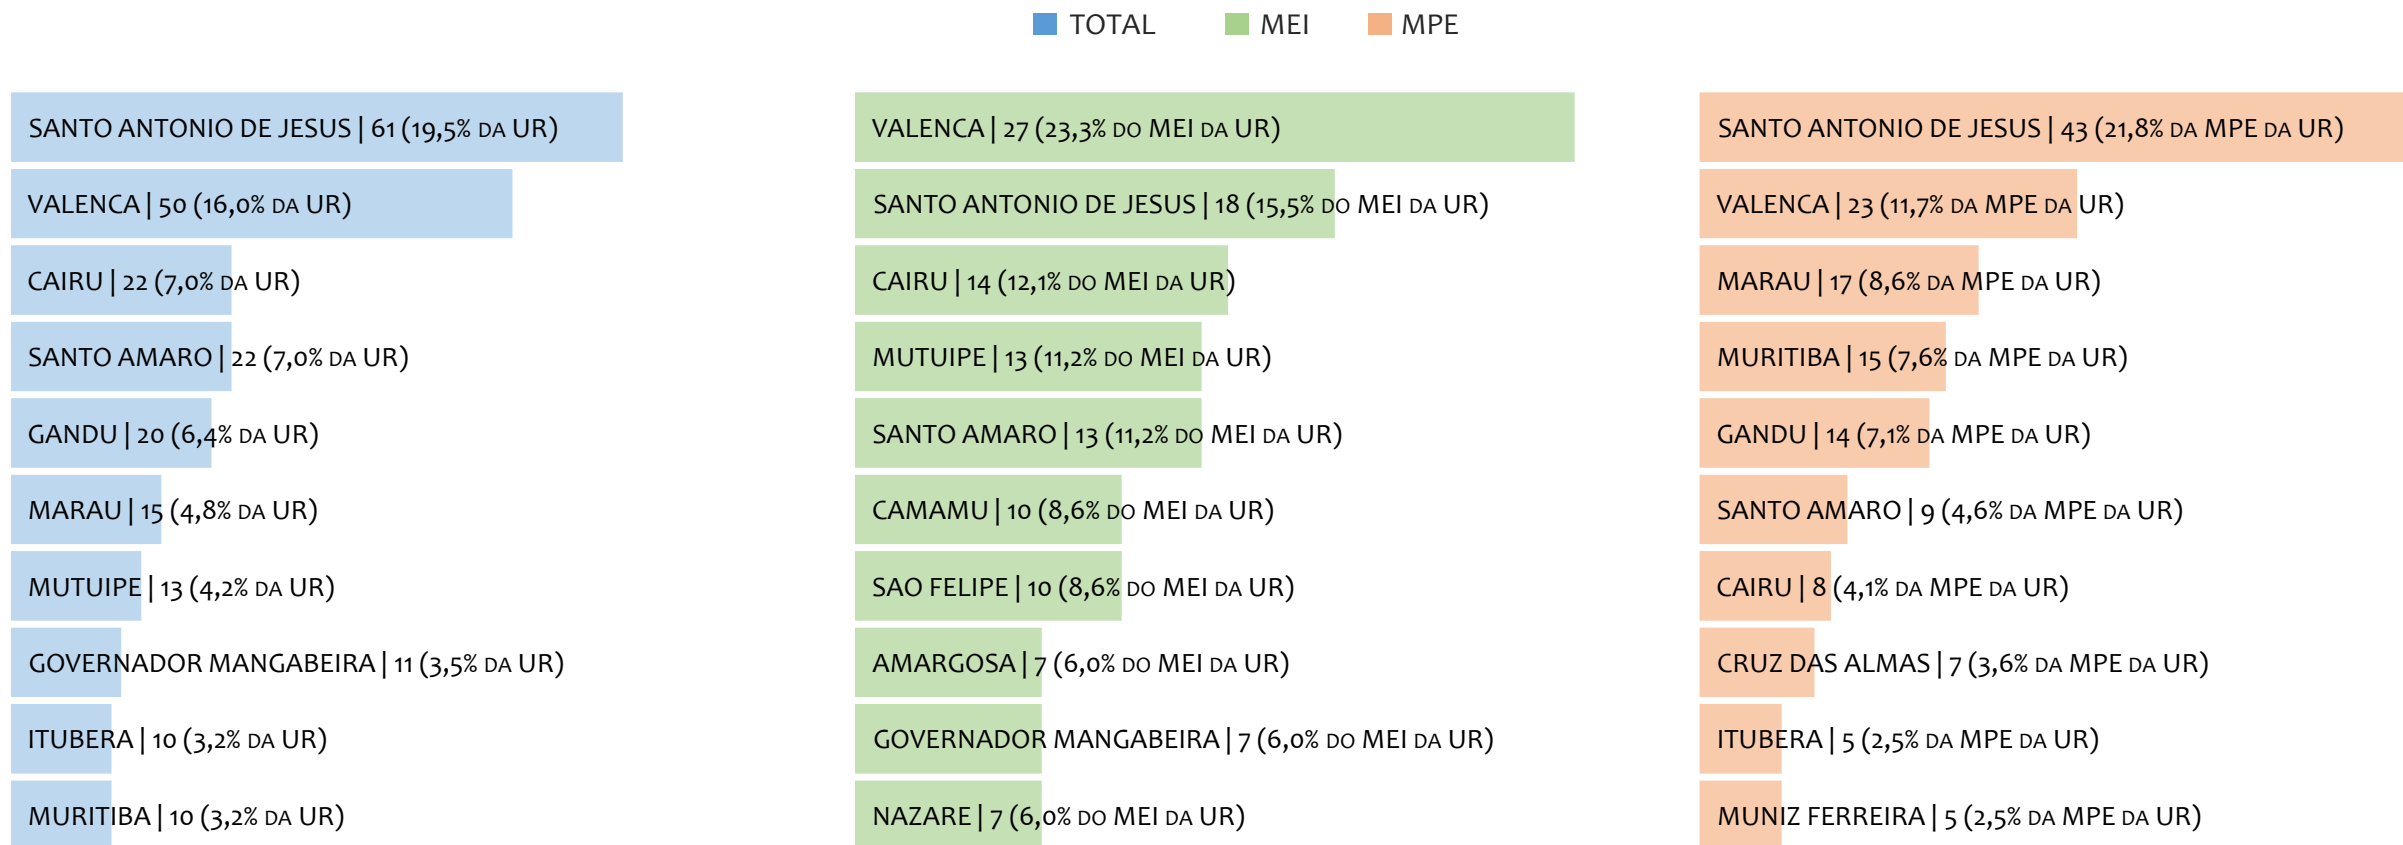 TOTAL MEI MPE
SANTO ANTONIO DE JESUS | 61 (19,5% DA UR)
VALENCA | 50 (16,0% DA UR)
CAIRU | 22 (7,0% DA UR)
SANTO AMARO | 22 (7,0% DA UR)
GANDU | 20 (6,4% DA UR)
MARAU | 15 (4,8% DA UR)
MUTUIPE | 13 (4,2% DA UR)
GOVERNADOR MANGABEIRA | 11 (3,5% DA UR)
ITUBERA | 10 (3,2% DA UR)
MURITIBA | 10 (3,2% DA UR)
VALENCA | 27 (23,3% DO MEI DA UR)
SANTO ANTONIO DE JESUS | 18 (15,5% DO MEI DA UR)
CAIRU | 14 (12,1% DO MEI DA UR)
MUTUIPE | 13 (11,2% DO MEI DA UR)
SANTO AMARO | 13 (11,2% DO MEI DA UR)
CAMAMU | 10 (8,6% DO MEI DA UR)
SAO FELIPE | 10 (8,6% DO MEI DA UR)
AMARGOSA | 7 (6,0% DO MEI DA UR)
GOVERNADOR MANGABEIRA | 7 (6,0% DO MEI DA UR)
NAZARE | 7 (6,0% DO MEI DA UR)
SANTO ANTONIO DE JESUS | 43 (21,8% DA MPE DA UR)
VALENCA | 23 (11,7% DA MPE DA UR)
MARAU | 17 (8,6% DA MPE DA UR)
MURITIBA | 15 (7,6% DA MPE DA UR)
GANDU | 14 (7,1% DA MPE DA UR)
SANTO AMARO | 9 (4,6% DA MPE DA UR)
CAIRU | 8 (4,1% DA MPE DA UR)
CRUZ DAS ALMAS | 7 (3,6% DA MPE DA UR)
ITUBERA | 5 (2,5% DA MPE DA UR)
MUNIZ FERREIRA | 5 (2,5% DA MPE DA UR)